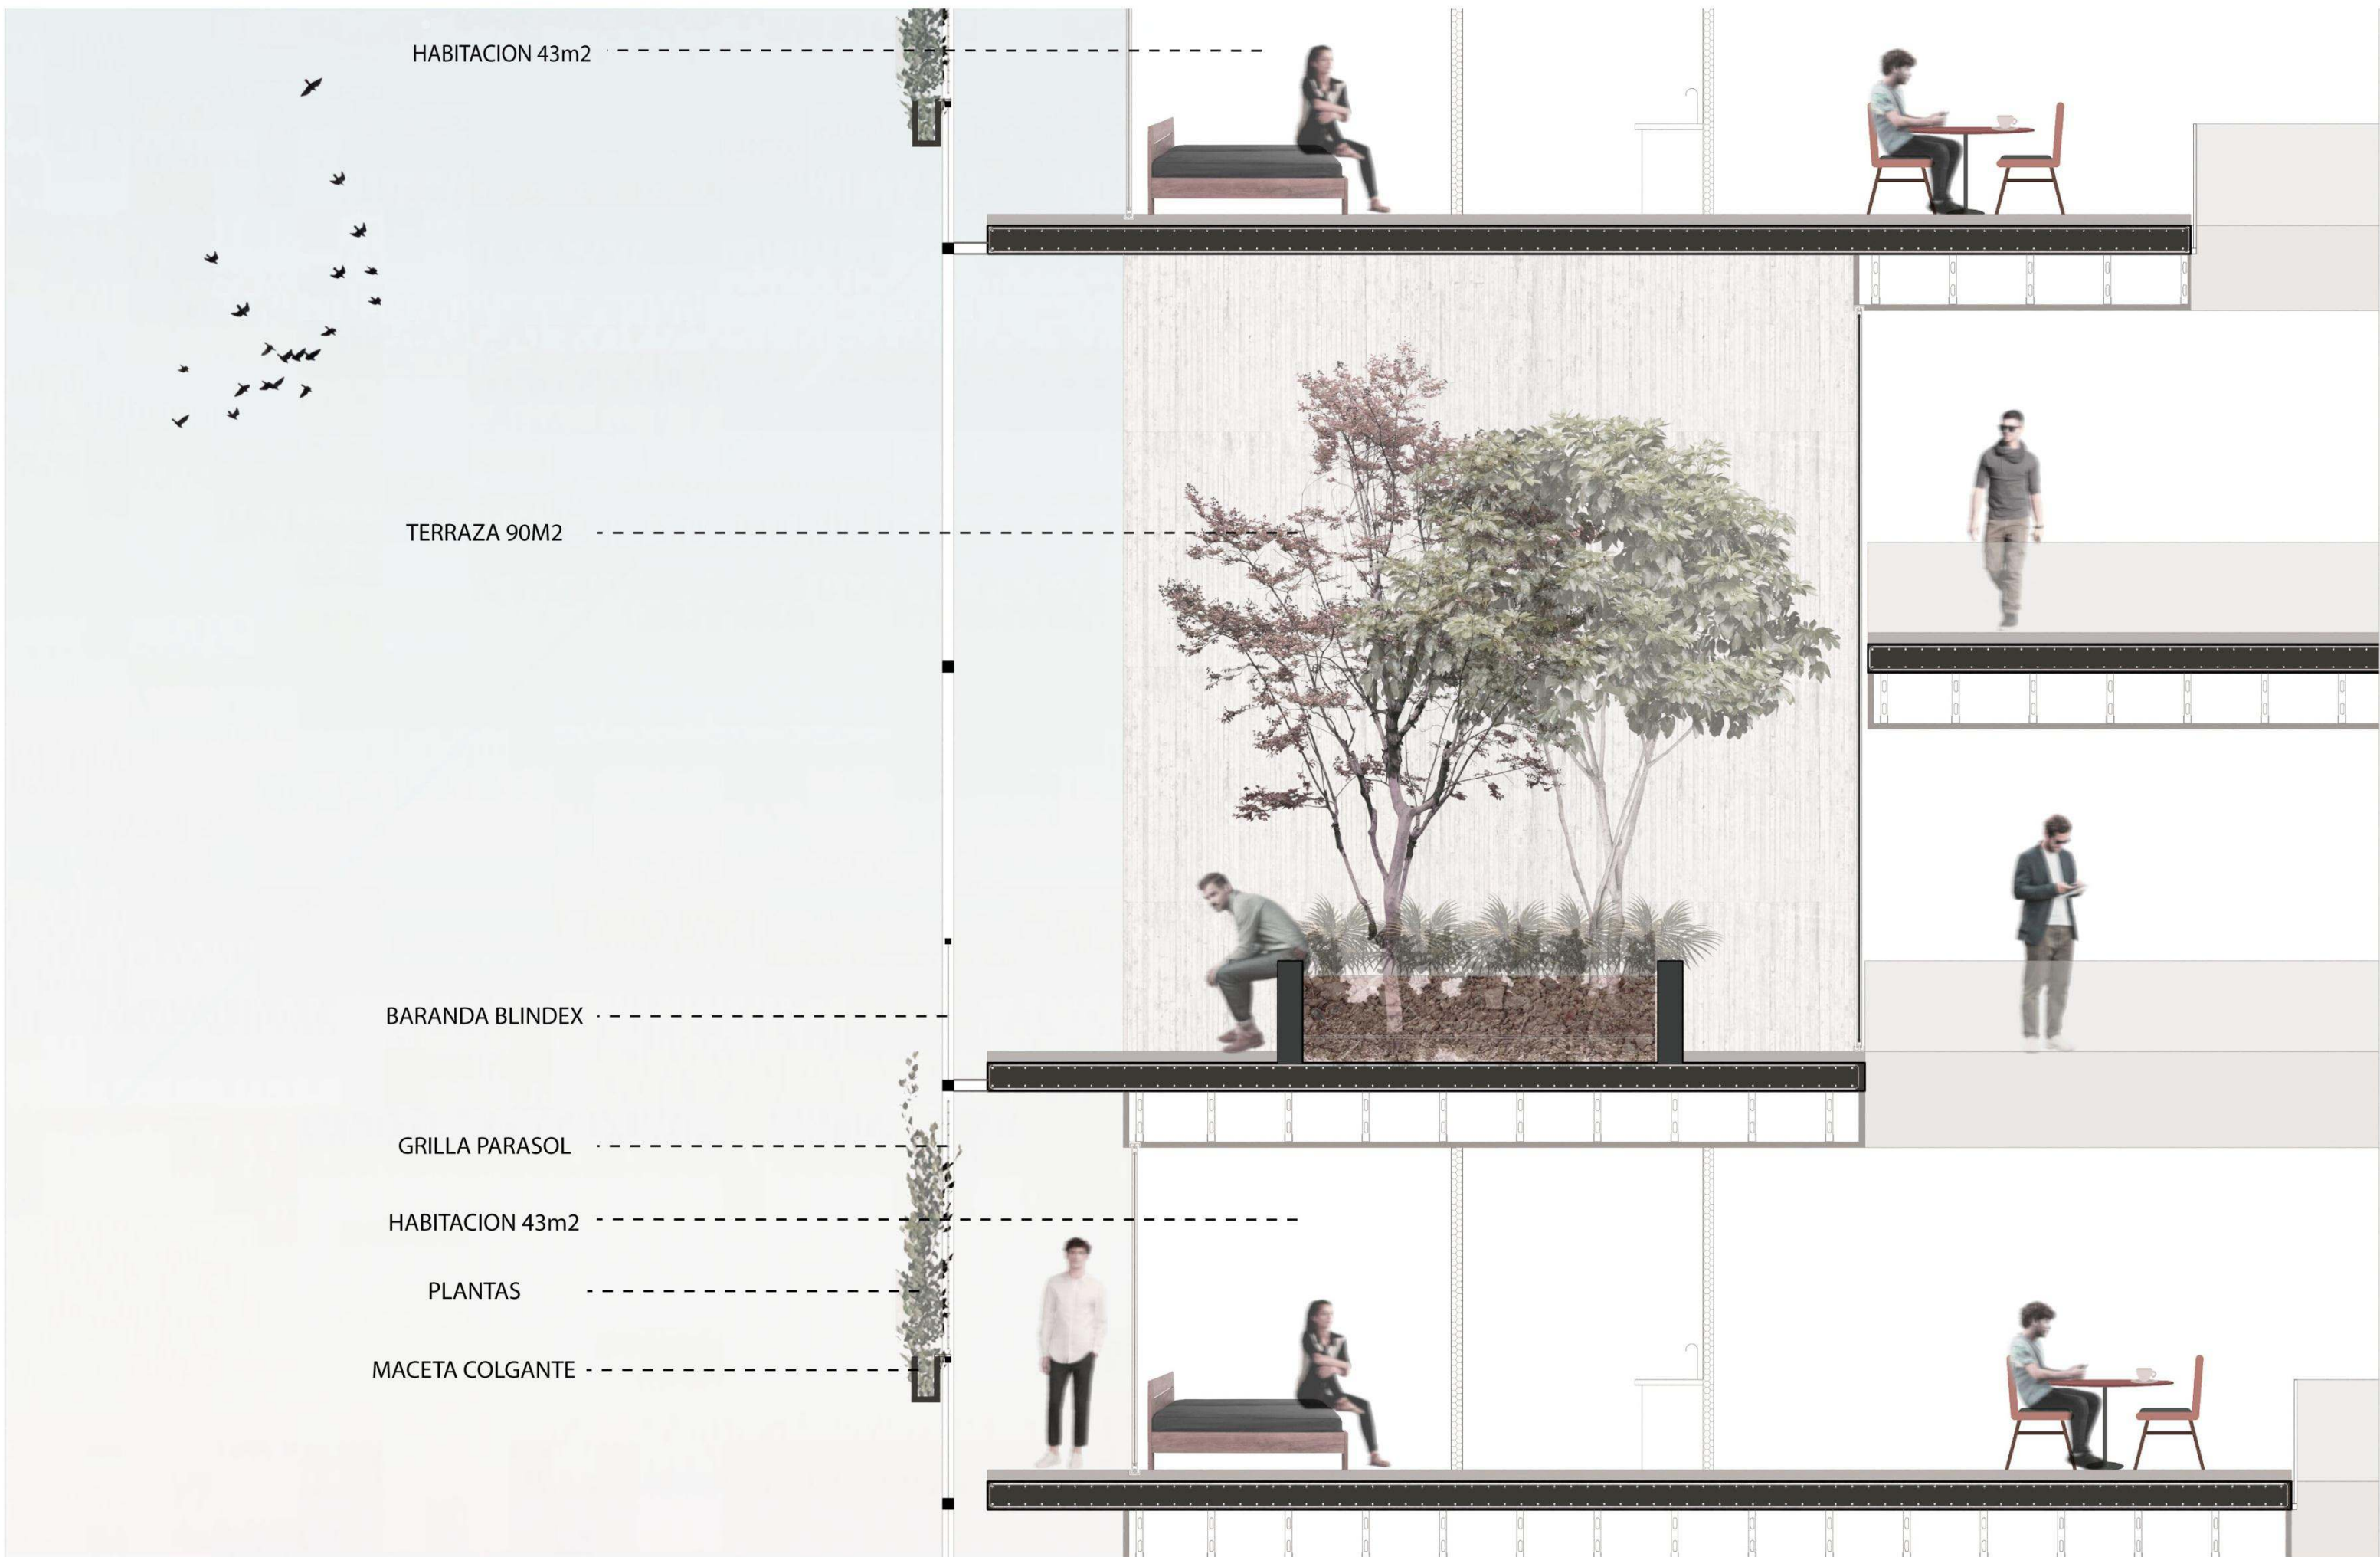 HABITACION 43m2
TERRAZA 90M2
BARANDA BLINDEX
GRILLA PARASOL
HABITACION 43m2
PLANTAS
MACETA COLGANTE